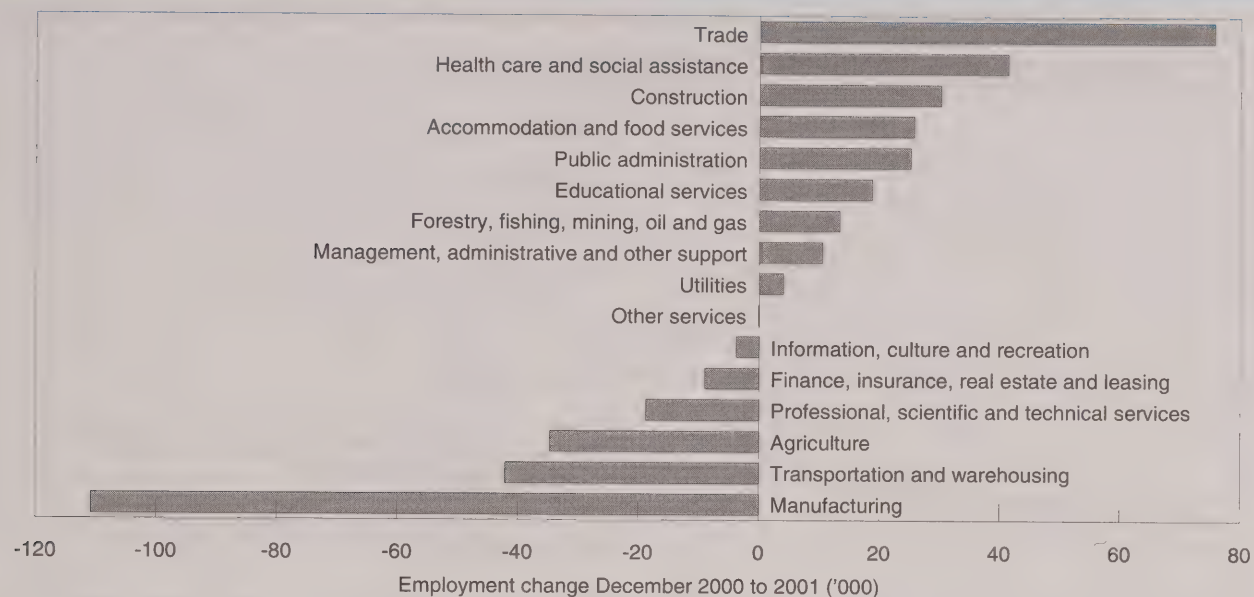 Trade
Health care and social assistance
Construction
Accommodation and food services
Public administration
Educational services
Forestry, fishing, mining, oil and gas
Management, administrative and other support
Utilities
Other services
Information, culture and recreation
Finance, insurance, real estate and leasing
Professional, scientific and technical services
Agriculture
Transportation and warehousing
Manufacturing
-120 -100 -80 -60 -40 -20 0 20 40 60 80
Employment change December 2000 to 2001 ('000)